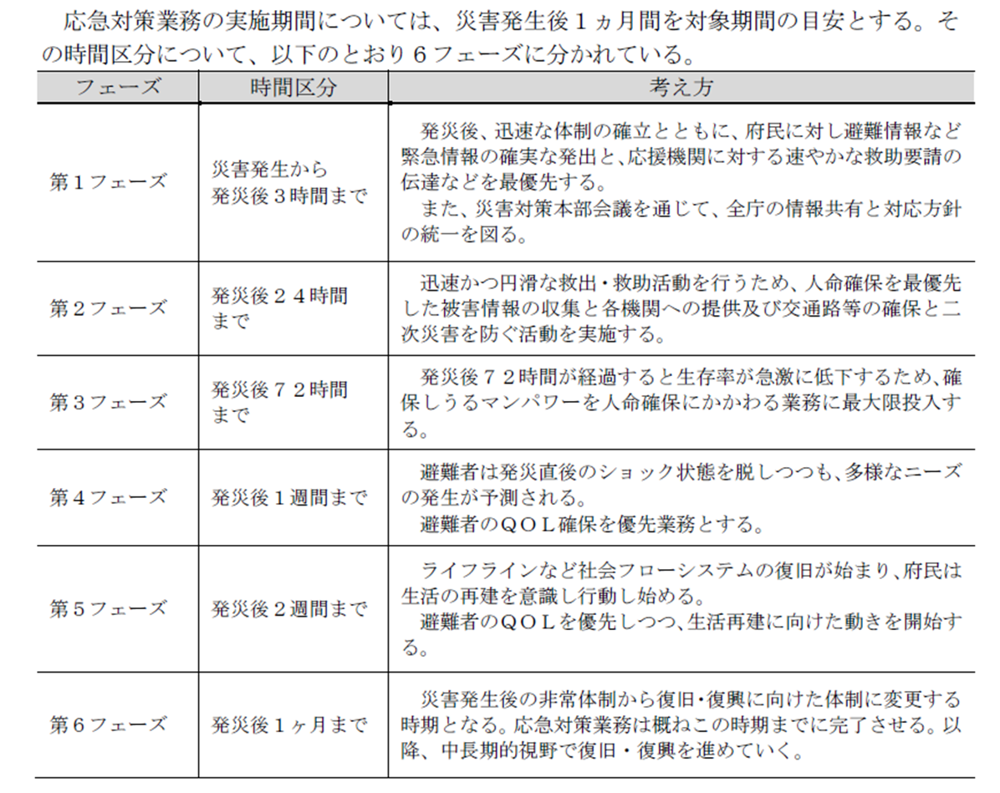 応急対策業務の実施期間については、災害発生後１ヵ月間を対象期間の目安とする。そ
の時間区分について、以下のとおり６フェーズに分かれている。
フェーズ 時間区分 考え方
第１フェーズ
災害発生から
発災後３時間まで
発災後、迅速な体制の確立とともに、府民に対し避難情報など
緊急情報の確実な発出と、応援機関に対する速やかな救助要請の
伝達などを最優先する。
また、災害対策本部会議を通じて、全庁の情報共有と対応方針
の統一を図る。
第２フェーズ
発災後２４時間
まで
迅速かつ円滑な救出・救助活動を行うため、人命確保を最優先
した被害情報の収集と各機関への提供及び交通路等の確保と二
次災害を防ぐ活動を実施する。
第３フェーズ
発災後７２時間
まで
発災後７２時間が経過すると生存率が急激に低下するため、確
保しうるマンパワーを人命確保にかかわる業務に最大限投入す
る。
第４フェーズ
発災後１週間まで
避難者は発災直後のショック状態を脱しつつも、多様なニーズ
の発生が予測される。
避難者のＱＯＬ確保を優先業務とする。
第５フェーズ
発災後２週間まで
ライフラインなど社会フローシステムの復旧が始まり、府民は
生活の再建を意識し行動し始める。
避難者のＱＯＬを優先しつつ、生活再建に向けた動きを開始す
る。
第６フェーズ
発災後１ヶ月まで
災害発生後の非常体制から復旧・復興に向けた体制に変更する
時期となる。応急対策業務は概ねこの時期までに完了させる。以
降、中長期的視野で復旧・復興を進めていく。